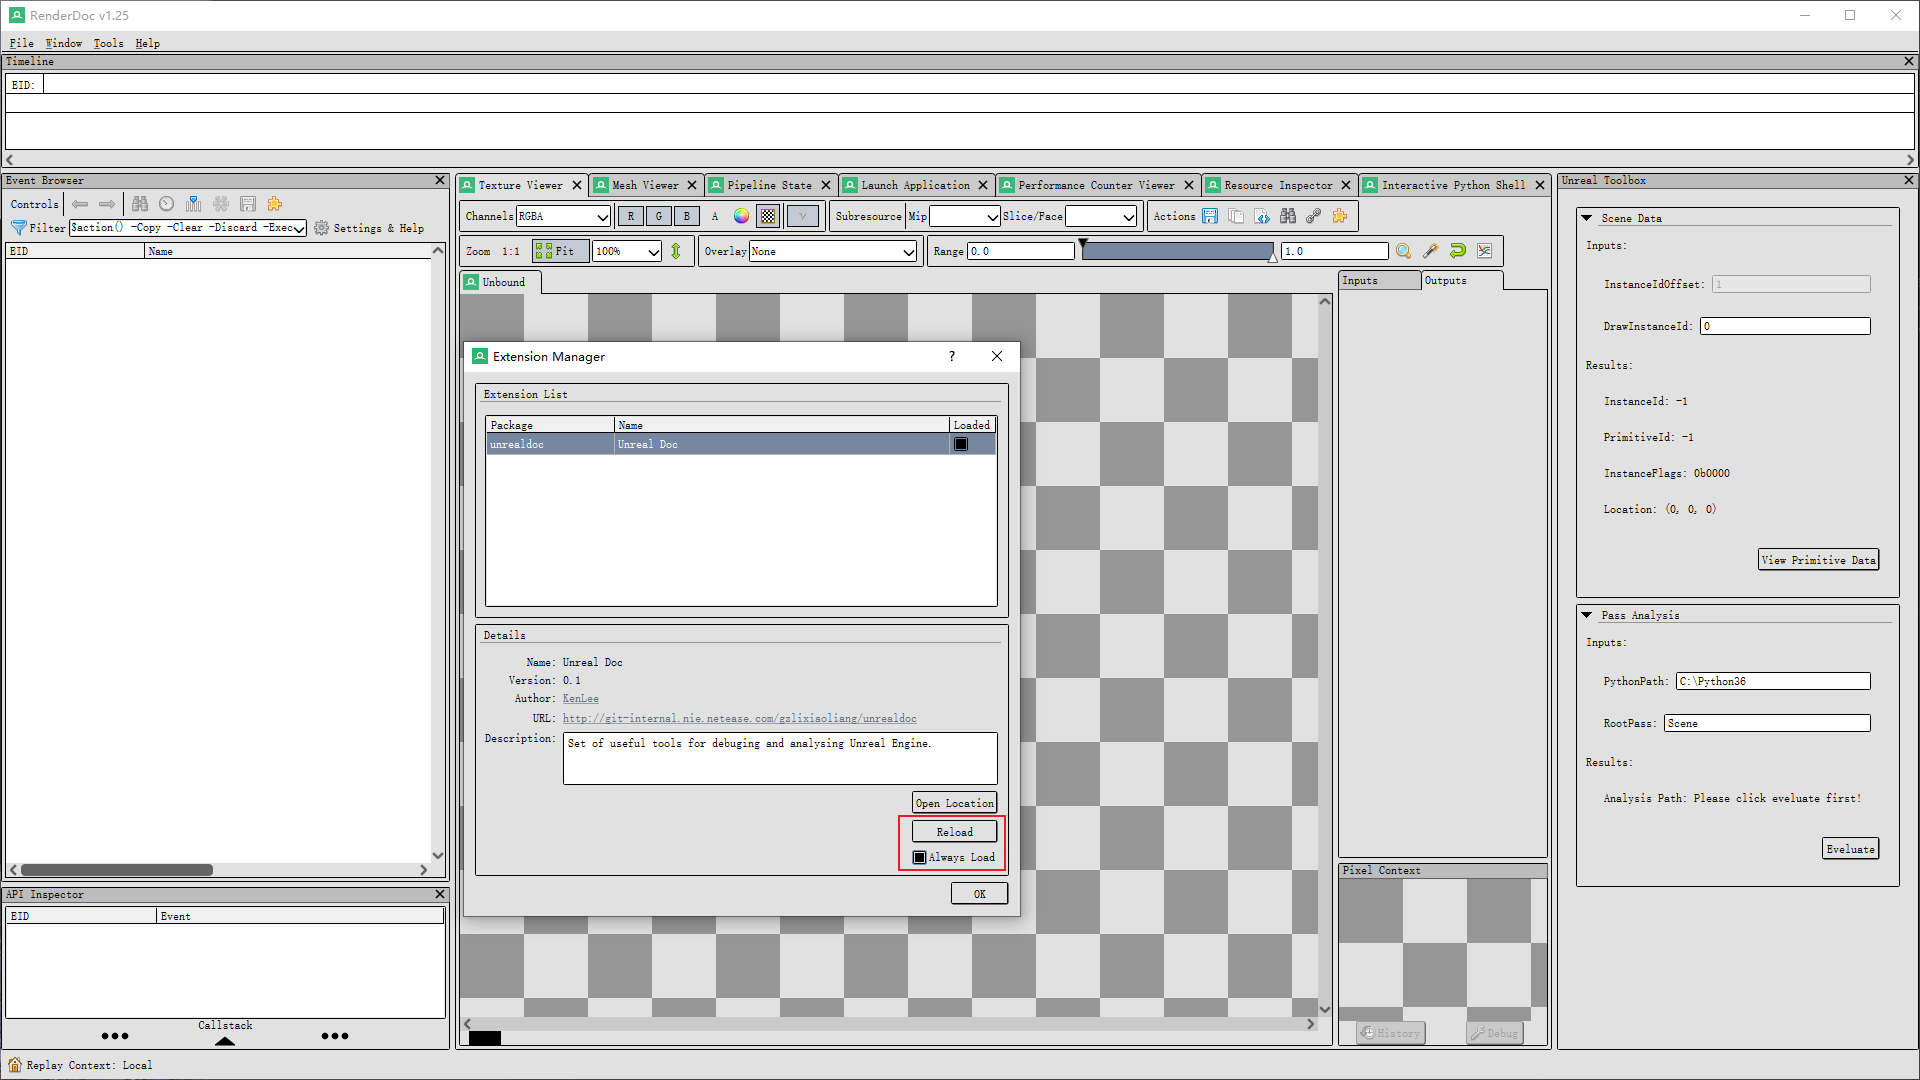 RenderDoc v1.25
File Window Tools Help
Timeline
EID:
Event Browser
Controls
Filter $action() -Copy -Clear -Discard -Exec Settings & Help
EID Name
API Inspector
EID Event
Callstack
Replay Context: Local
Texture Viewer Mesh Viewer Pipeline State Launch Application Performance Counter Viewer Resource Inspector Interactive Python Shell
Channels RGBA R G B A γ Subresource Mip Slice/Face Actions
Zoom 1:1 Fit 100% Overlay None Range 0.0 1.0
Unbound
Inputs Outputs
Extension Manager ?
Extension List
Package Name Loaded
unrealdoc Unreal Doc
Details
Name: Unreal Doc
Version: 0.1
Author: KenLee
URL: http://git-internal.nie.netease.com/gzlixiaoliang/unrealdoc
Description: Set of useful tools for debuging and analysing Unreal Engine.
Open Location
Reload
Always Load
OK
Pixel Context
History Debug
Unreal Toolbox
Scene Data
Inputs:
InstanceIdOffset: 1
DrawInstanceId: 0
Results:
InstanceId: -1
PrimitiveId: -1
InstanceFlags: 0b0000
Location: (0, 0, 0)
View Primitive Data
Pass Analysis
Inputs:
PythonPath: C:\Python36
RootPass: Scene
Results:
Analysis Path: Please click eveluate first!
Eveluate